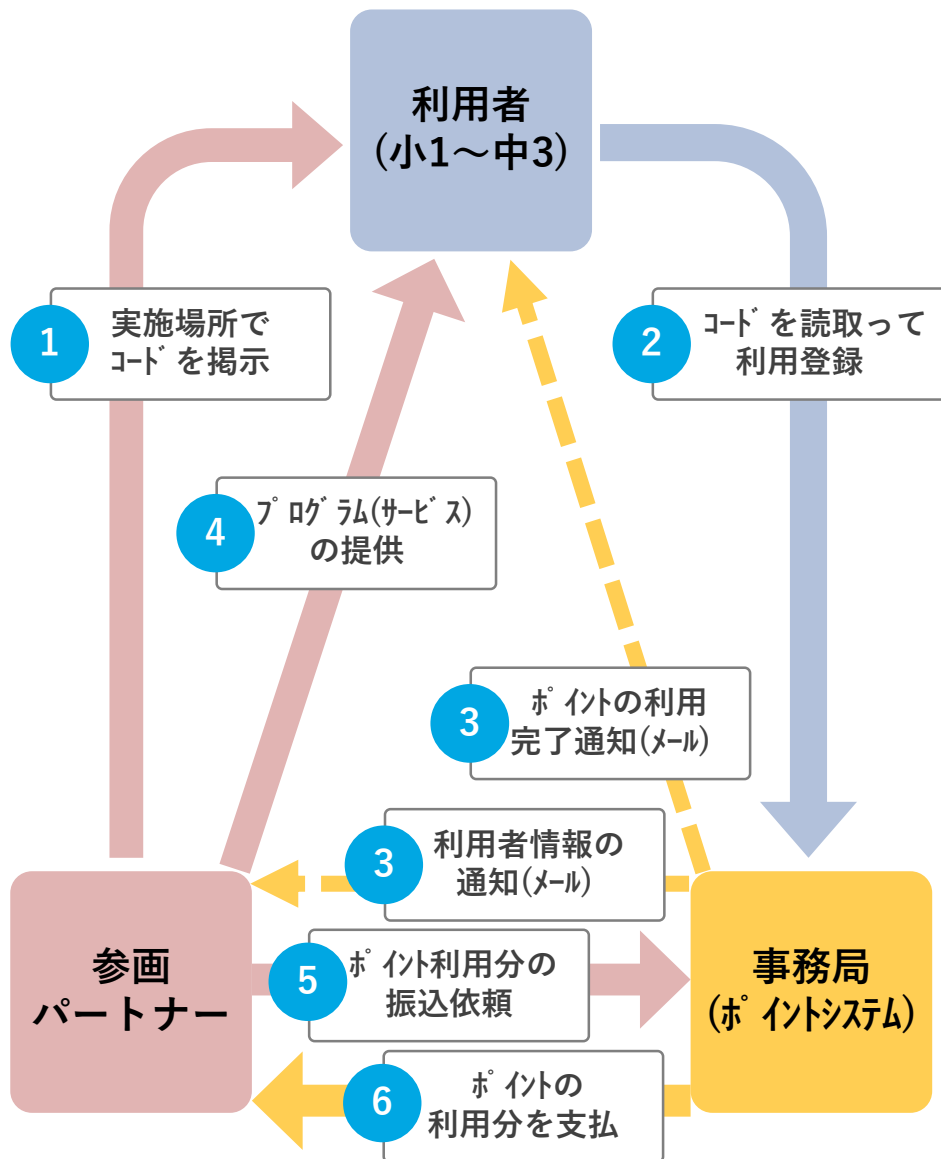 利用者
(小1～中3)
1
実施場所で
ｺｰﾄﾞを掲示
2
ｺｰﾄﾞを読取って
利用登録
4
ﾌﾟﾛｸﾞﾗﾑ(ｻｰﾋﾞｽ)
の提供
3
ﾎﾟｲﾝﾄの利用
完了通知(ﾒｰﾙ)
3
利用者情報の
通知(ﾒｰﾙ)
参画
パートナー
5
ﾎﾟｲﾝﾄ利用分の
振込依頼
事務局
(ﾎﾟｲﾝﾄｼｽﾃﾑ)
6
ﾎﾟｲﾝﾄの
利用分を支払